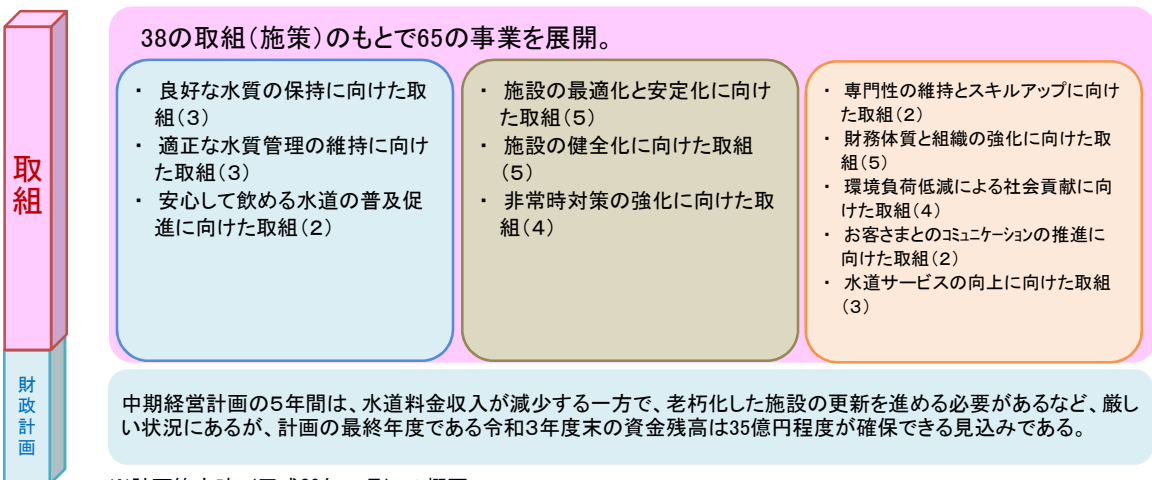 取組
38の取組（施策）のもとで65の事業を展開。
・ 良好な水質の保持に向けた取
組（3）
・ 適正な水質管理の維持に向け
た取組（3）
・ 安心して飲める水道の普及促
進に向けた取組（2）
・ 施設の最適化と安定化に向け
た取組（5）
・ 施設の健全化に向けた取組
（5）
・ 非常時対策の強化に向けた取
組（4）
・ 専門性の維持とスキルアップに向け
た取組（2）
・ 財務体質と組織の強化に向けた取
組（5）
・ 環境負荷低減による社会貢献に向
けた取組（4）
・ お客さまとのｺﾐｭﾆｹｰｼｮﾝの推進に
向けた取組（2）
・ 水道サービスの向上に向けた取組
（3）
財政計画
中期経営計画の5年間は、水道料金収入が減少する一方で、老朽化した施設の更新を進める必要があるなど、厳し
い状況にあるが、計画の最終年度である令和3年度末の資金残高は35億円程度が確保できる見込みである。